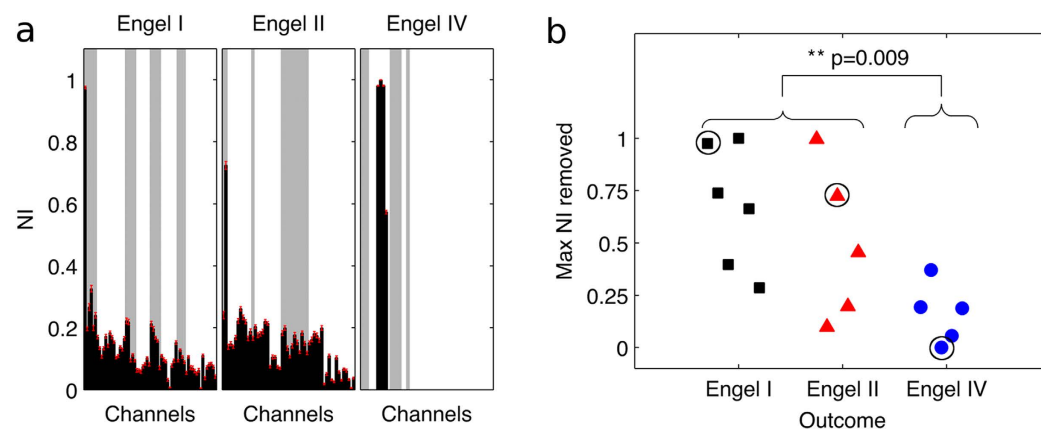 a
Engel I
Engel II
Engel IV
NI
1
0.8
0.6
0.4
0.2
0
Channels
Channels
Channels
b
** p=0.009
Max NI removed
1
0.75
0.5
0.25
0
Engel I
Engel II
Engel IV
Outcome